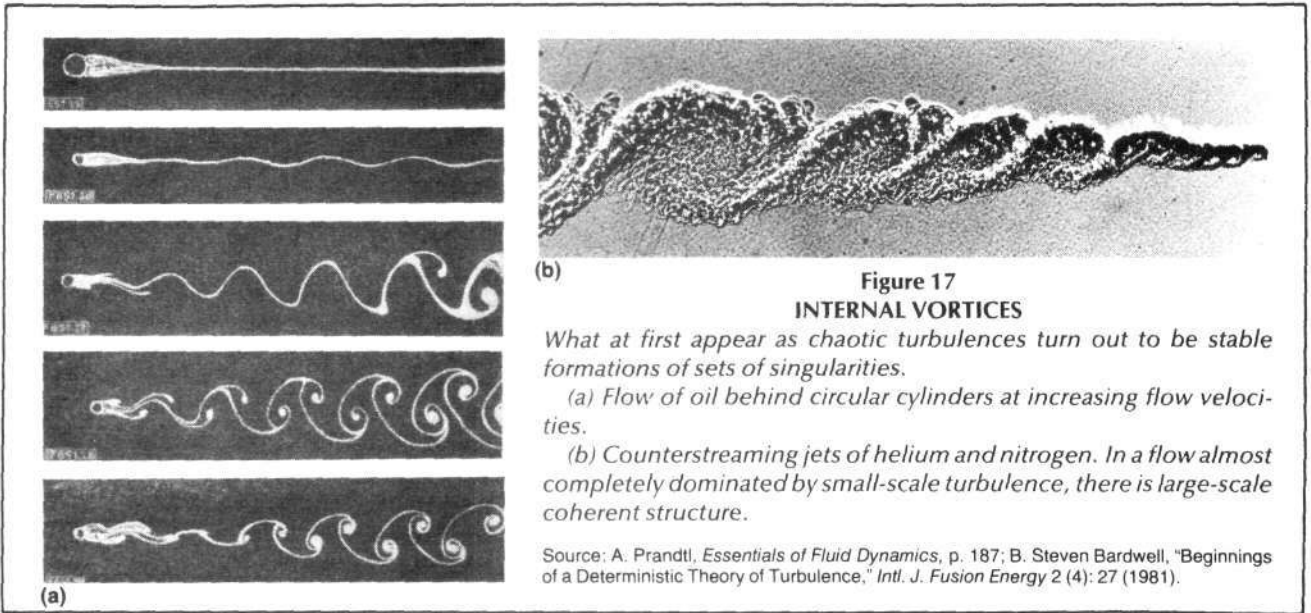 (a)
(b)
Figure 17
INTERNAL VORTICES
What at first appear as chaotic turbulences turn out to be stable
formations of sets of singularities.
(a) Flow of oil behind circular cylinders at increasing flow veloci-
ties.
(b) Counterstreaming jets of helium and nitrogen. In a flow almost
completely dominated by small-scale turbulence, there is large-scale
coherent structure.
Source: A. Prandtl, Essentials of Fluid Dynamics, p. 187; B. Steven Bardwell, "Beginnings
of a Deterministic Theory of Turbulence," Intl. J. Fusion Energy 2 (4): 27 (1981).